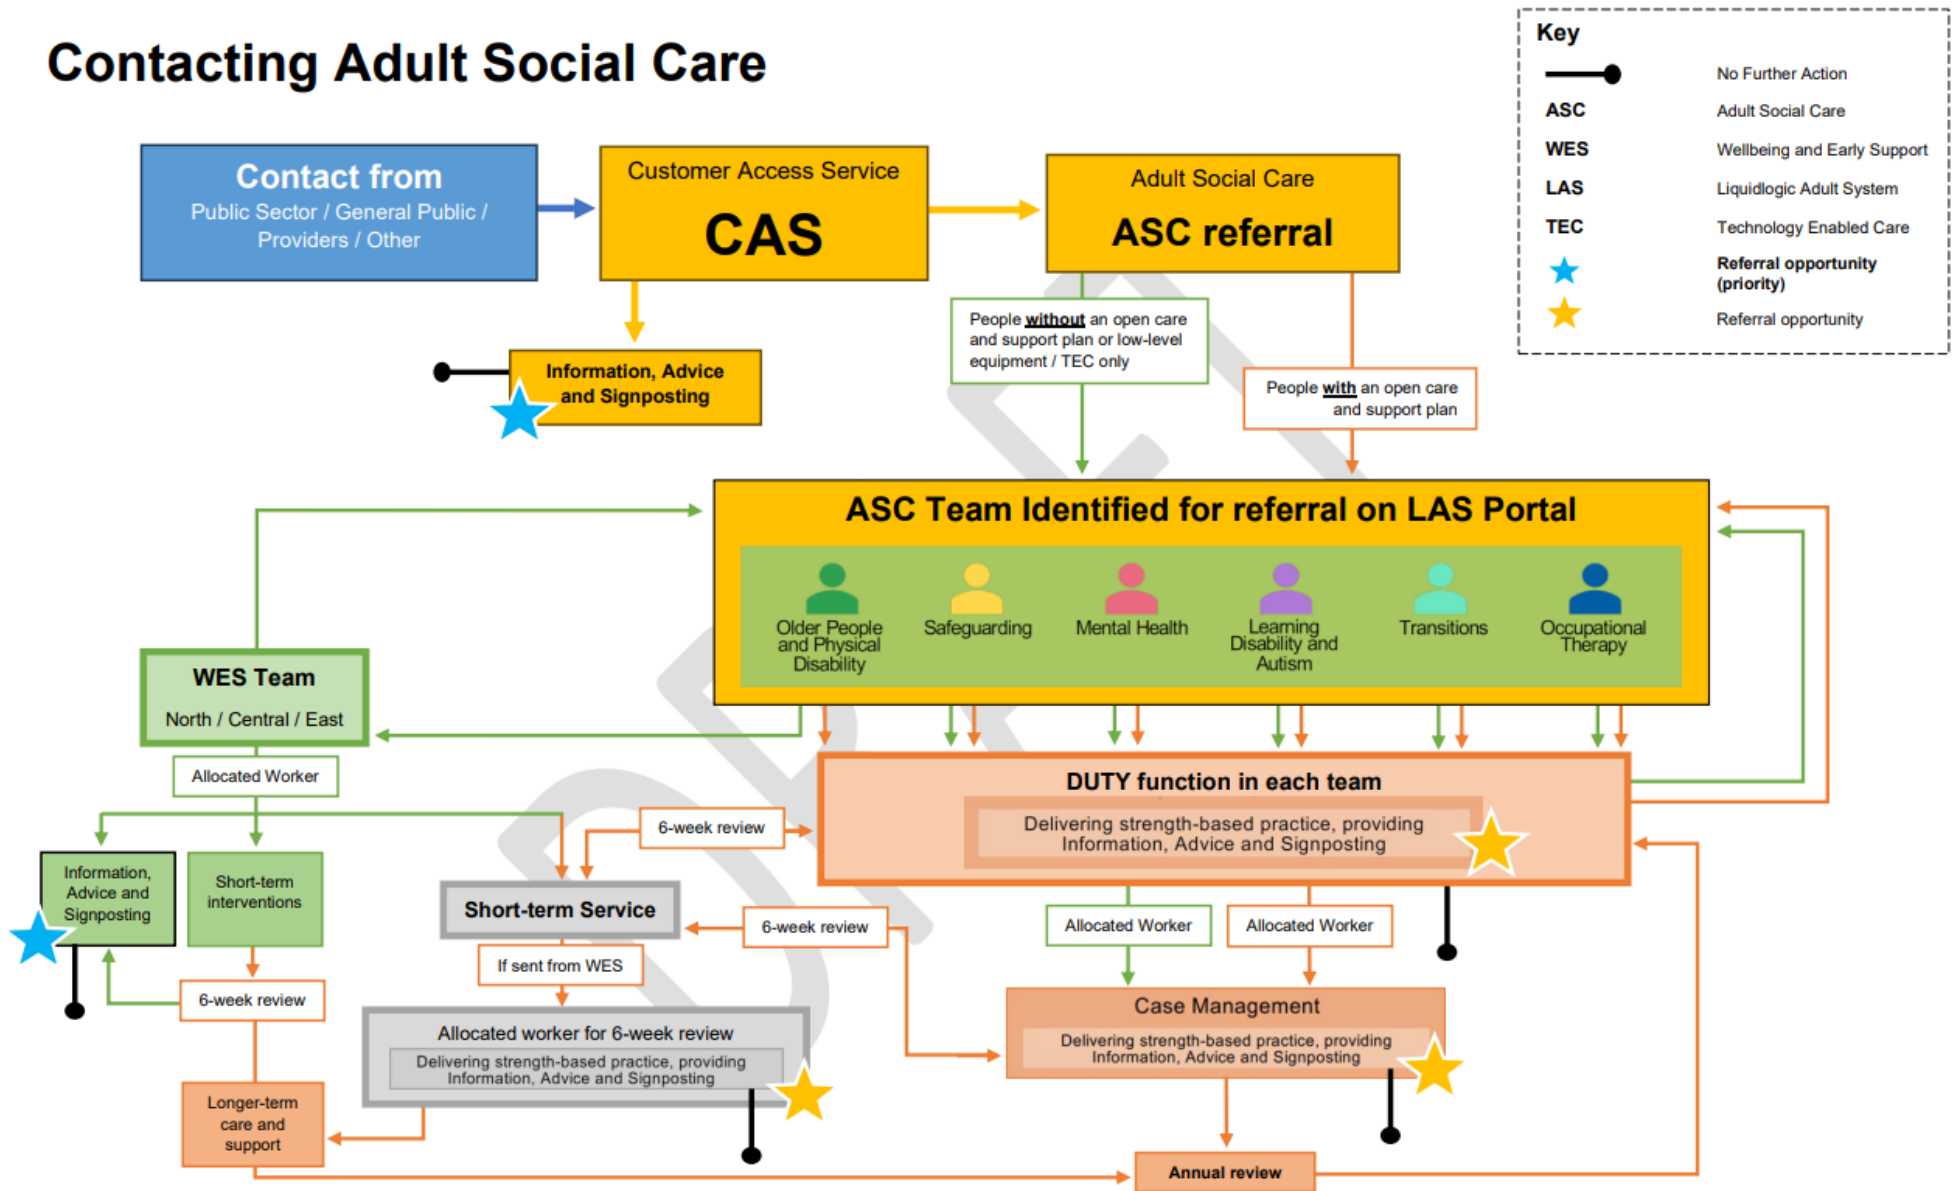 Contacting Adult Social Care
Key
No Further Action
ASC Adult Social Care
WES Wellbeing and Early Support
LAS Liquidlogic Adult System
TEC Technology Enabled Care
Referral opportunity
(priority)
Referral opportunity
Contact from
Public Sector / General Public /
Providers / Other
Customer Access Service
CAS
Adult Social Care
ASC referral
Information, Advice
and Signposting
People without an open care
and support plan or low-level
equipment / TEC only
People with an open care
and support plan
ASC Team Identified for referral on LAS Portal
Older People
and Physical
Disability
Safeguarding
Mental Health
Learning
Disability and
Autism
Transitions
Occupational
Therapy
WES Team
North / Central / East
Allocated Worker
DUTY function in each team
Delivering strength-based practice, providing
Information, Advice and Signposting
6-week review
Information,
Advice and
Signposting
Short-term
interventions
Short-term Service
6-week review
Allocated Worker
Allocated Worker
If sent from WES
6-week review
Allocated worker for 6-week review
Delivering strength-based practice, providing
Information, Advice and Signposting
Case Management
Delivering strength-based practice, providing
Information, Advice and Signposting
Longer-term
care and
support
Annual review
DRAFT